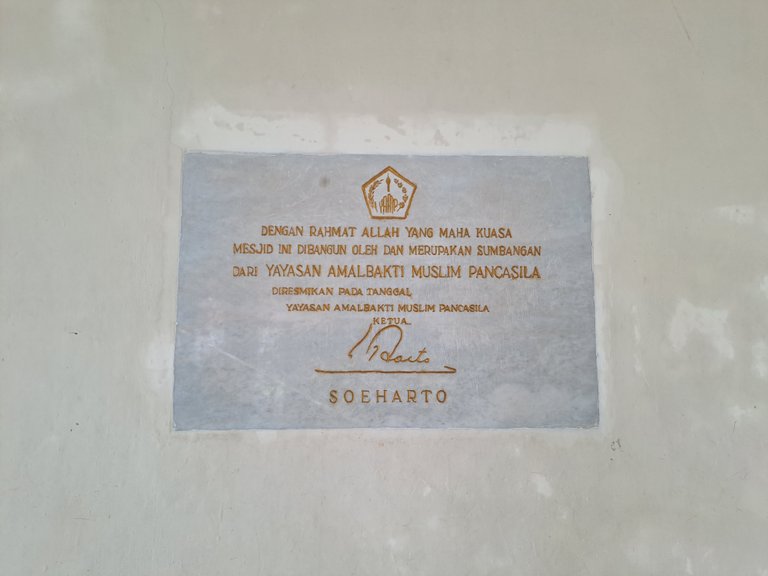 DENGAN RAHMAT ALLAH YANG MAHA KUASA
MESJID INI DIBANGUN OLEH DAN MERUPAKAN SUMBANGAN
DARI YAYASAN AMALBAKTI MUSLIM PANCASILA
DIRESMIKAN PADA TANGGAL,
YAYASAN AMALBAKTI MUSLIM PANCASILA
KETUA
SOEHARTO